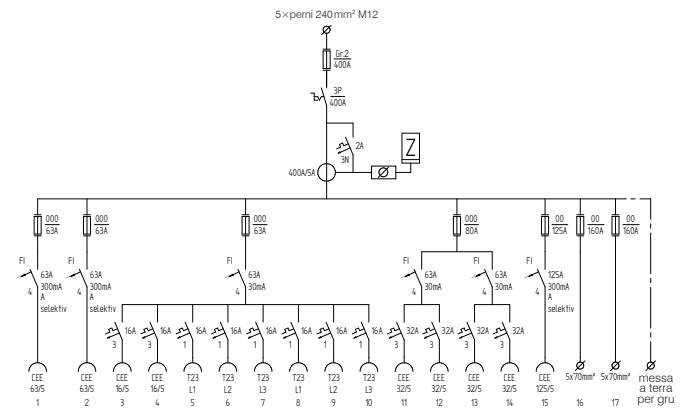 5×perni 240 mm² M12
Gr.2
400A
3P
400A
2A
3N
Z
400A/5A
000
63A
000
63A
000
63A
000
80A
00
125A
00
160A
00
160A
FI
63A
300mA
A
selektiv
4
FI
63A
300mA
A
selektiv
4
FI
63A
30mA
4
FI
63A
30mA
4
FI
63A
30mA
4
FI
125A
300mA
A
selektiv
4
16A
3
16A
3
16A
1
16A
1
16A
1
16A
1
16A
1
16A
1
32A
3
32A
3
32A
3
32A
3
CEE
63/5
1
CEE
63/5
2
CEE
16/5
3
CEE
16/5
4
T23
L1
5
T23
L2
6
T23
L3
7
T23
L1
8
T23
L2
9
T23
L3
10
CEE
32/5
11
CEE
32/5
12
CEE
32/5
13
CEE
32/5
14
CEE
125/5
15
5x70mm²
16
5x70mm²
17
messa
a terra
per gru